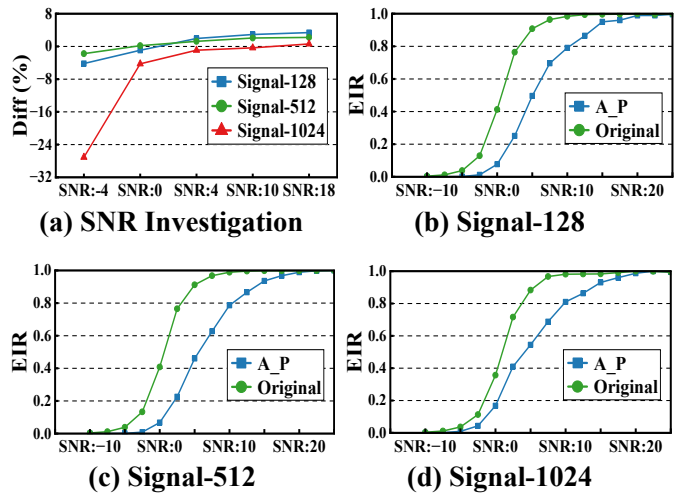 8
0
−8
−16
−24
−32
Diff (%)
Signal-128
Signal-512
Signal-1024
SNR:-4 SNR:0 SNR:4 SNR:10 SNR:18
(a) SNR Investigation
1.0
0.8
0.6
0.4
0.2
0.0
EIR
A_P
Original
SNR:−10 SNR:0 SNR:10 SNR:20
(b) Signal-128
1.0
0.8
0.6
0.4
0.2
0.0
EIR
A_P
Original
SNR:−10 SNR:0 SNR:10 SNR:20
(c) Signal-512
1.0
0.8
0.6
0.4
0.2
0.0
EIR
A_P
Original
SNR:−10 SNR:0 SNR:10 SNR:20
(d) Signal-1024